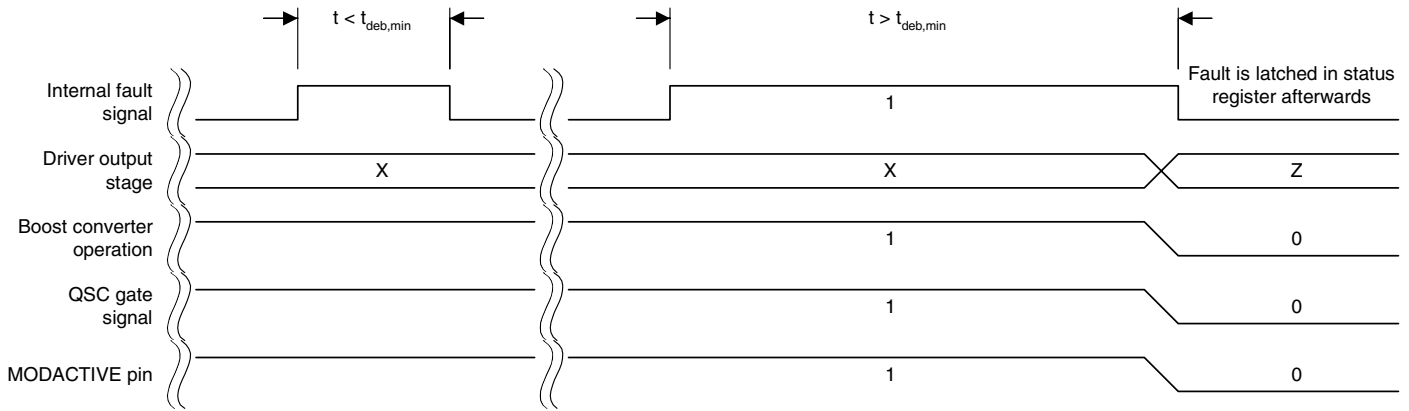 t < tdeb,min
t > tdeb,min
Internal fault
signal
1
Fault is latched in status
register afterwards
Driver output
stage
X
X
Z
Boost converter
operation
1
0
QSC gate
signal
1
0
MODACTIVE pin
1
0